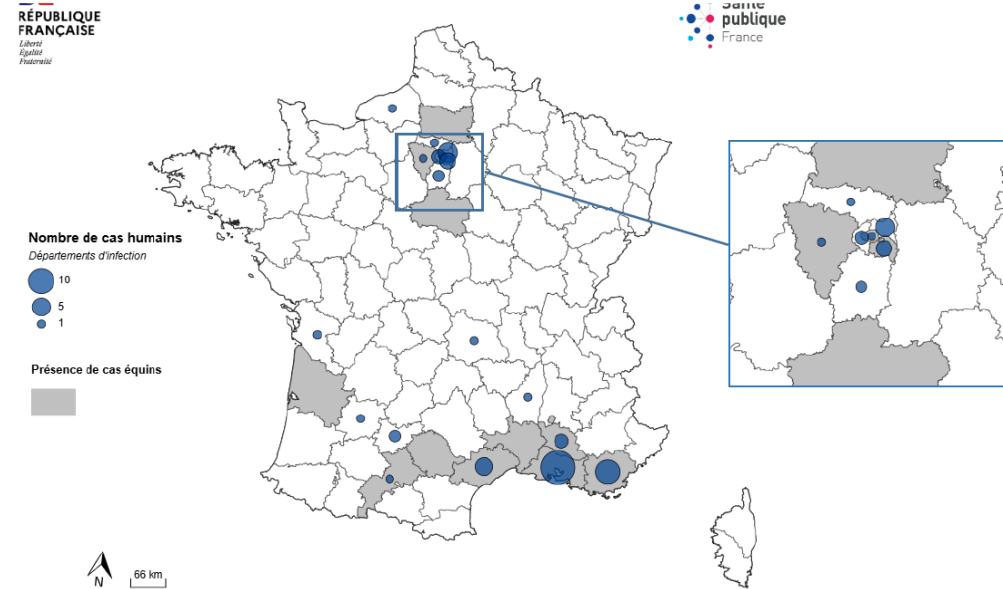 RÉPUBLIQUE
FRANÇAISE
Liberté
Égalité
Fraternité
Santé
publique
France
Nombre de cas humains
Départements d'infection
10
5
1
Présence de cas équins
N
66 km